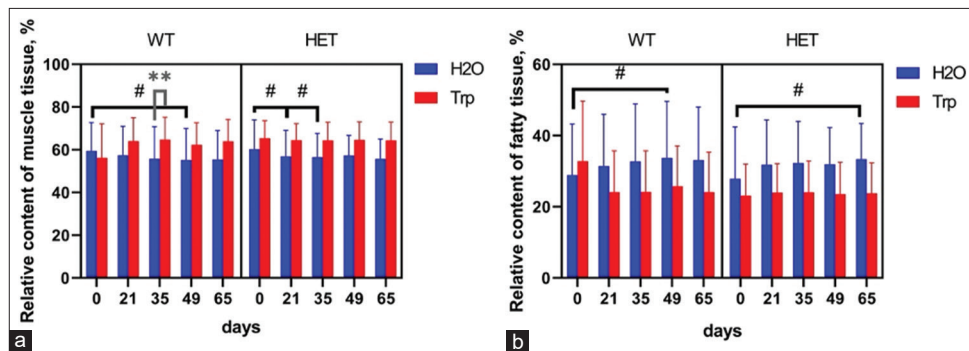 WT HET
Relative content of muscle tissue, %
100
80
60
40
20
0
# ** # #
H2O
Trp
0 21 35 49 65 0 21 35 49 65
days
a
WT HET
Relative content of fatty tissue, %
60
40
20
0
# #
H2O
Trp
0 21 35 49 65 0 21 35 49 65
days
b